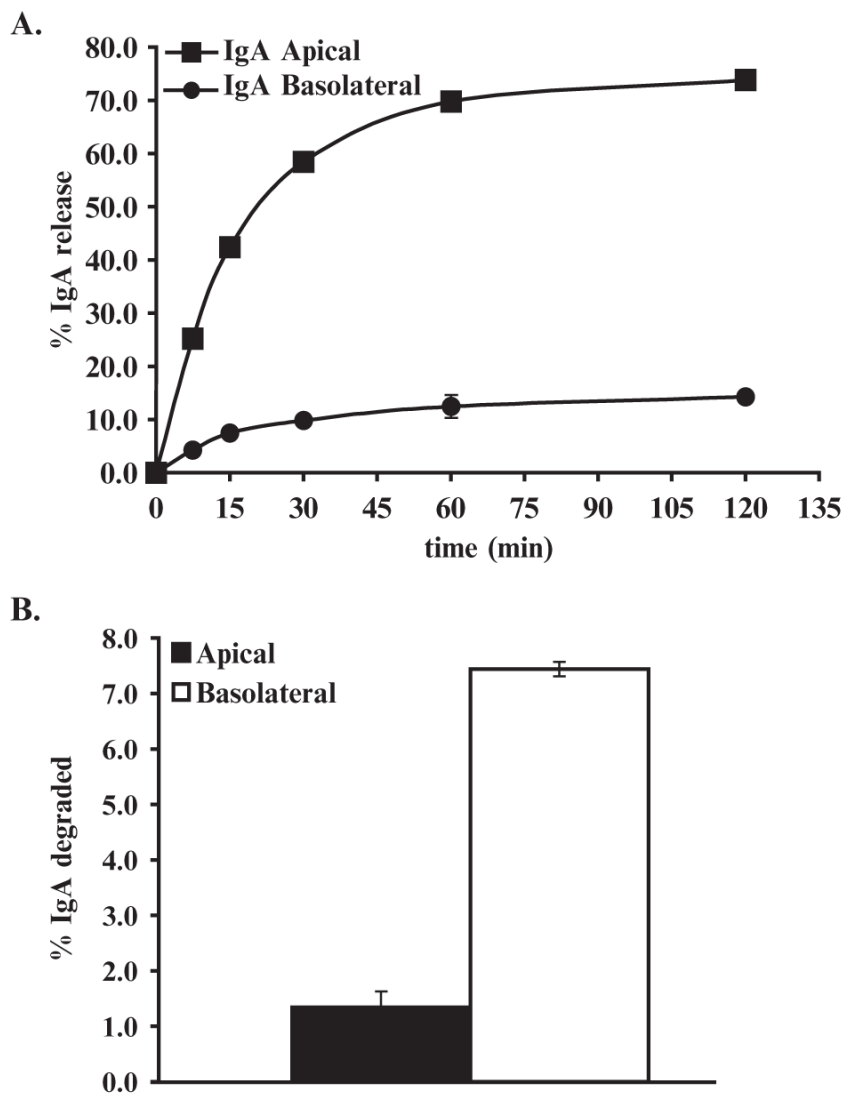 A.
80.0
IgA Apical
IgA Basolateral
70.0
60.0
50.0
40.0
30.0
20.0
10.0
0.0
% IgA release
0 15 30 45 60 75 90 105 120 135
time (min)
B.
8.0
Apical
Basolateral
7.0
6.0
5.0
4.0
3.0
2.0
1.0
0.0
% IgA degraded